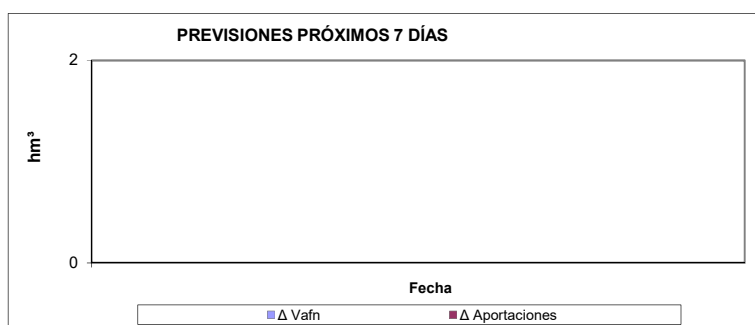 PREVISIONES PRÓXIMOS 7 DÍAS
2
hm³
0
Fecha
Δ Vafn Δ Aportaciones